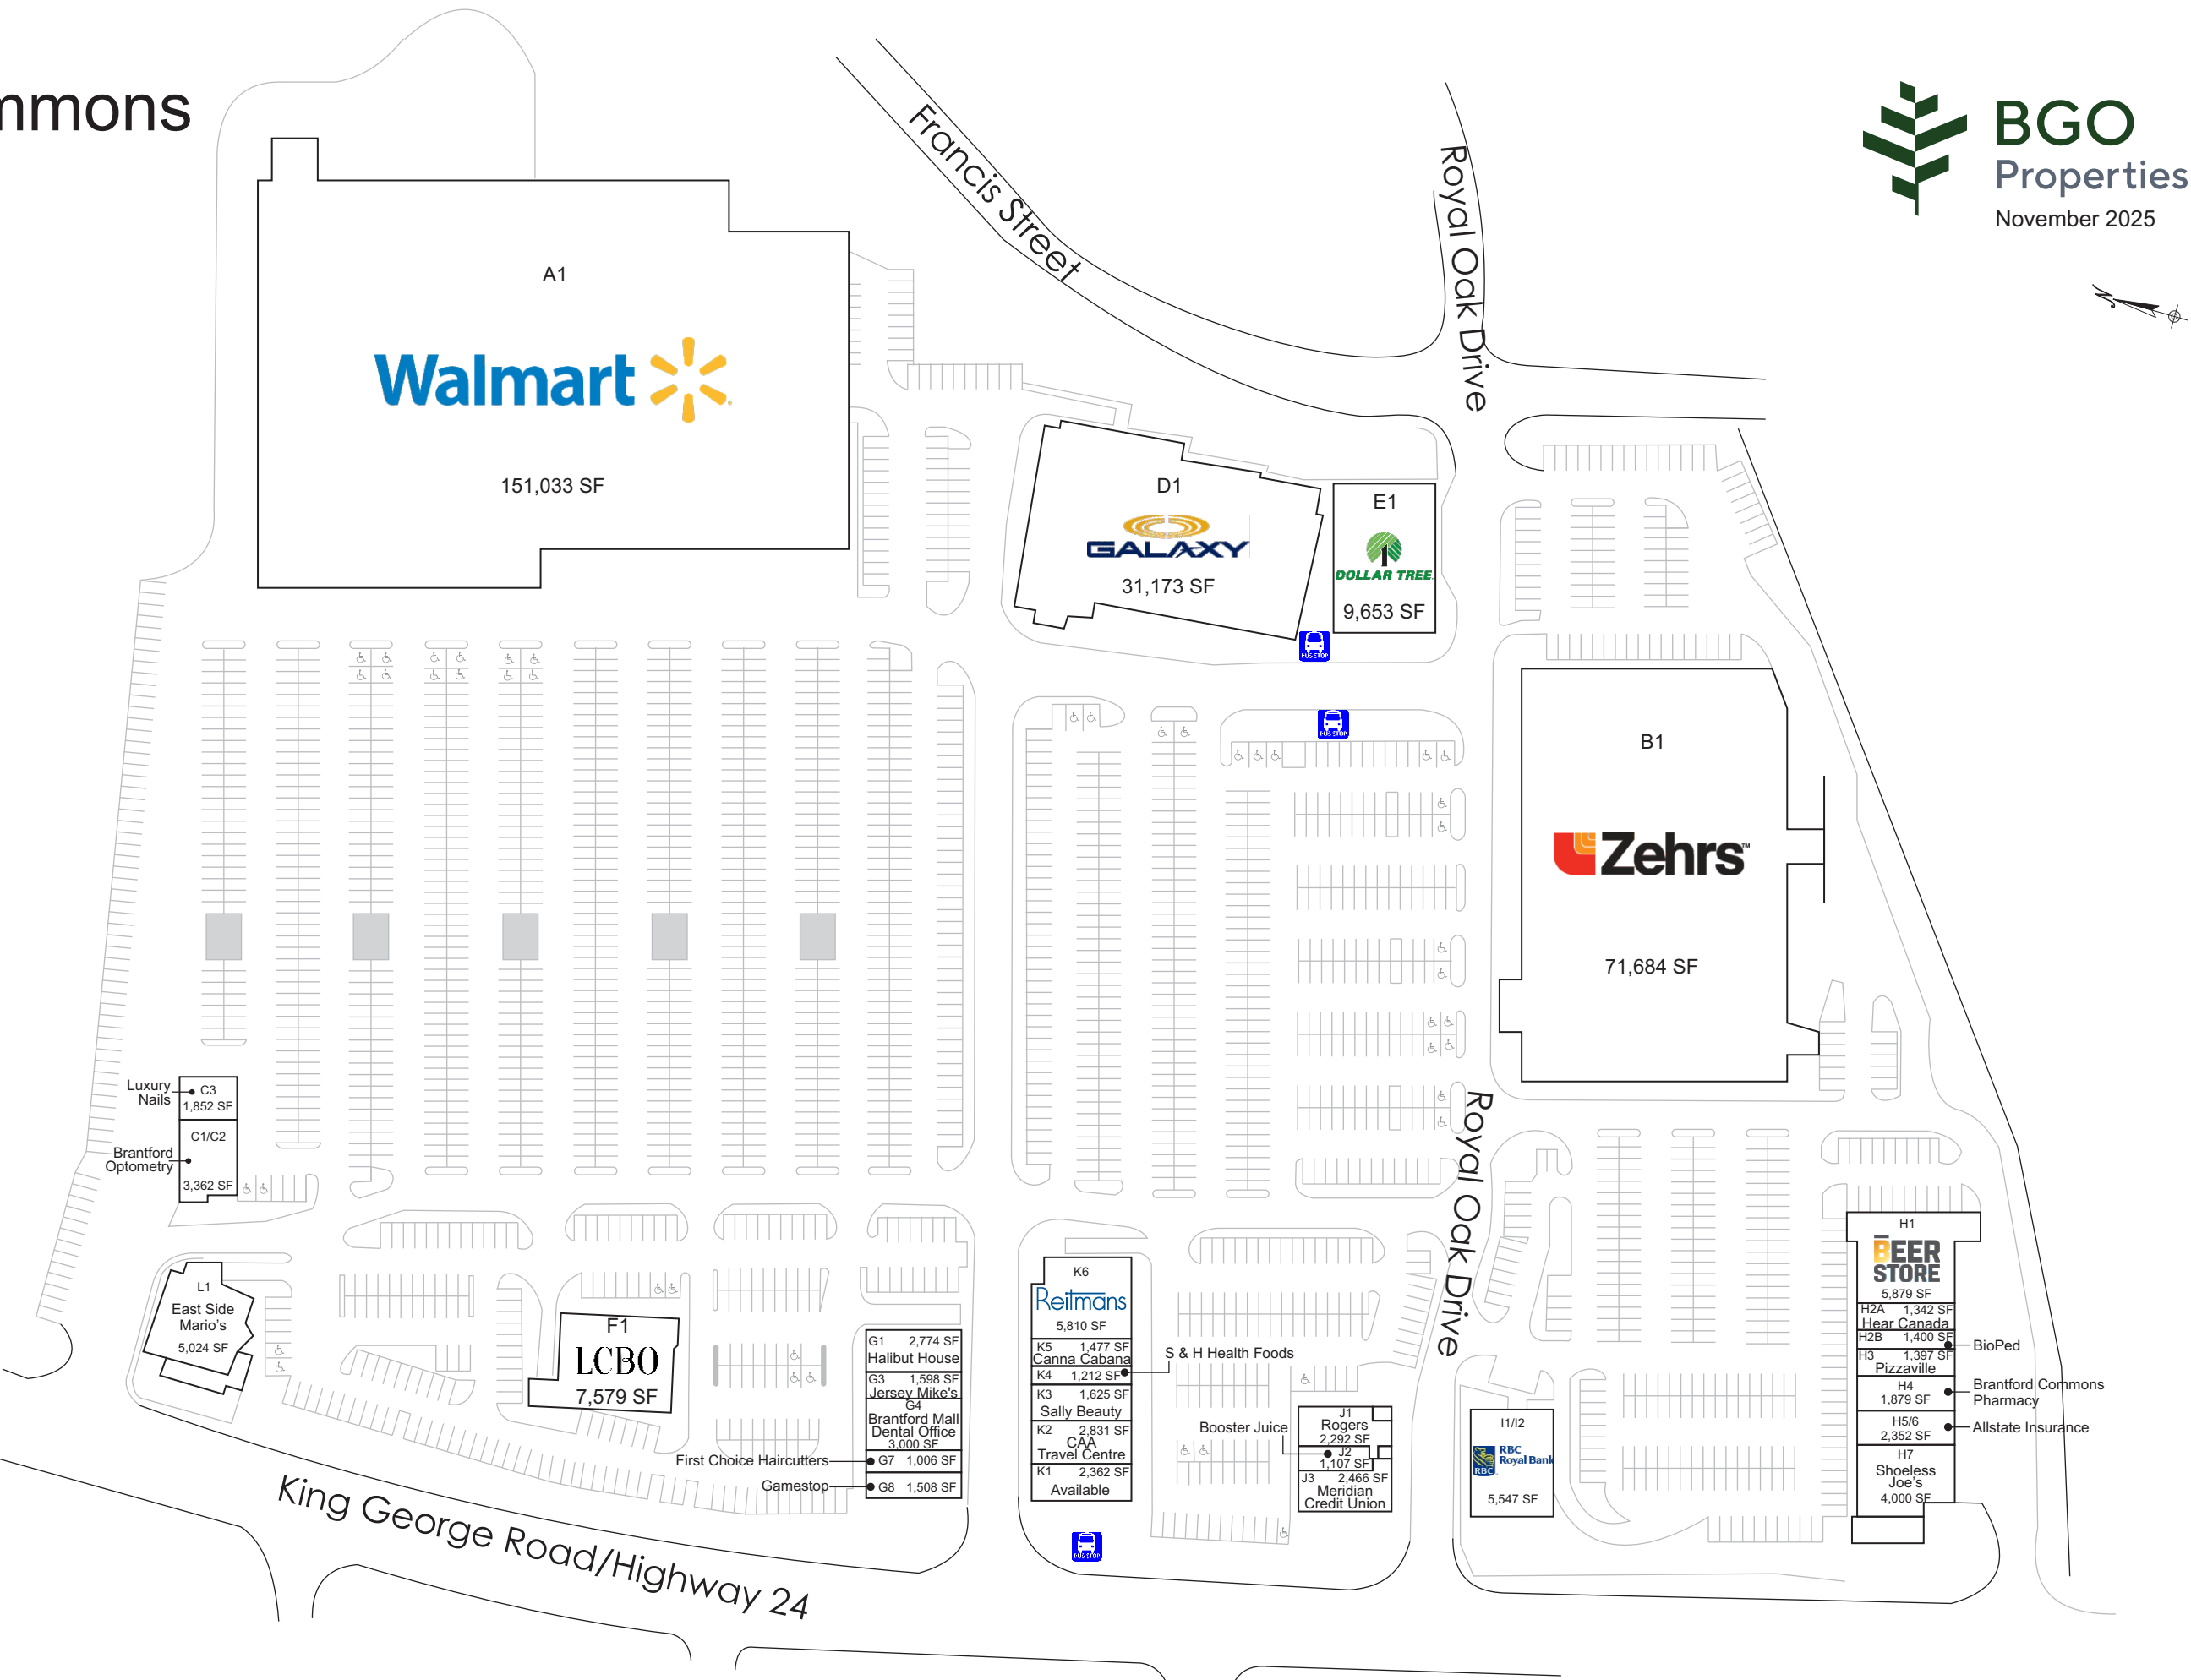 mmons
BGO
Properties
November 2025
N
Francis Street
Royal Oak Drive
A1
Walmart
151,033 SF
D1
GALAXY
31,173 SF
E1
DOLLAR TREE
9,653 SF
BUS STOP
BUS STOP
B1
Zehrs™
71,684 SF
Luxury
Nails
C3
1,852 SF
C1/C2
Brantford
Optometry
3,362 SF
L1
East Side
Mario's
5,024 SF
F1
LCBO
7,579 SF
G1 2,774 SF
Halibut House
G3 1,598 SF
Jersey Mike's
G4
Brantford Mall
Dental Office
3,000 SF
First Choice Haircutters
G7 1,006 SF
Gamestop
G8 1,508 SF
K6
Reitmans
5,810 SF
K5 1,477 SF
Canna Cabana
S & H Health Foods
K4 1,212 SF
K3 1,625 SF
Sally Beauty
K2 2,831 SF
CAA
Travel Centre
K1 2,362 SF
Available
BUS STOP
Booster Juice
J1
Rogers
2,292 SF
J2
1,107 SF
J3 2,466 SF
Meridian
Credit Union
Royal Oak Drive
I1/I2
RBC
RBC
Royal Bank
5,547 SF
H1
BEER
STORE
5,879 SF
H2A 1,342 SF
Hear Canada
H2B 1,400 SF
BioPed
H3 1,397 SF
Pizzaville
H4
1,879 SF
Brantford Commons
Pharmacy
H5/6
2,352 SF
Allstate Insurance
H7
Shoeless
Joe's
4,000 SF
King George Road/Highway 24